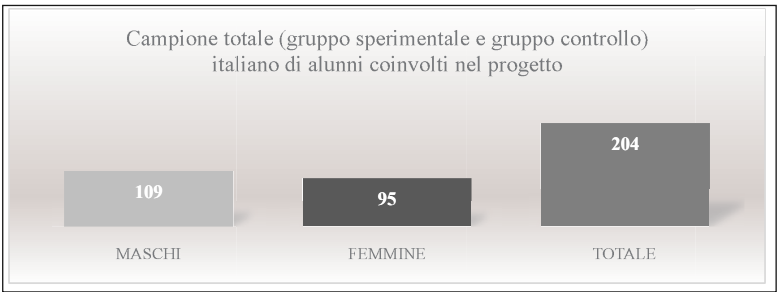 Campione totale (gruppo sperimentale e gruppo controllo)
italiano di alunni coinvolti nel progetto
204
109
95
MASCHI
FEMMINE
TOTALE